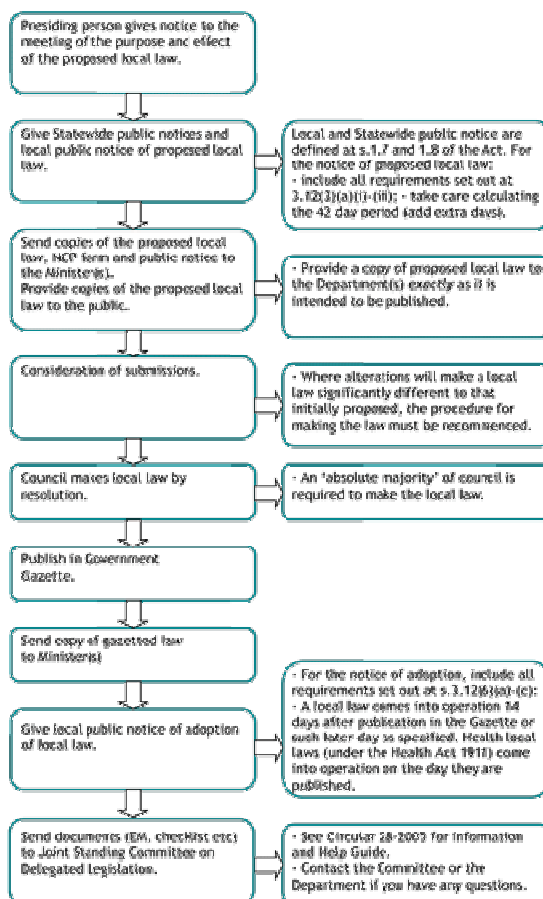 Presiding person gives notice to the
meeting of the purpose and effect
of the proposed local law.
Give Statewide public notices and
local public notice of proposed local
law.
Local and Statewide public notice are
defined at s.1.7 and 1.8 of the Act. For
the notice of proposed local law:
- include all requirements set out at
3.12(3)(a)(i)-(iii); - take care calculating
the 42 day period (add extra days).
Send copies of the proposed local
law, NCP form and public notice to
the Minister(s).
Provide copies of the proposed local
law to the public.
- Provide a copy of proposed local law to
the Department(s) exactly as it is
intended to be published.
Consideration of submissions.
- Where alterations will make a local
law significantly different to that
initially proposed, the procedure for
making the law must be recommenced.
Council makes local law by
resolution.
- An 'absolute majority' of council is
required to make the local law.
Publish in Government
Gazette.
Send copy of gazetted law
to Minister(s)
Give local public notice of adoption
of local law.
- For the notice of adoption, include all
requirements set out at s.3.12(6)(a)-(c):
- A local law comes into operation 14
days after publication in the Gazette or
such later day as specified. Health local
laws (under the Health Act 1911) come
into operation on the day they are
published.
Send documents (EM, checklist etc)
to Joint Standing Committee on
Delegated Legislation.
- See Circular for Information
and Help Guide.
- Contact the Committee or the
Department if you have any questions.